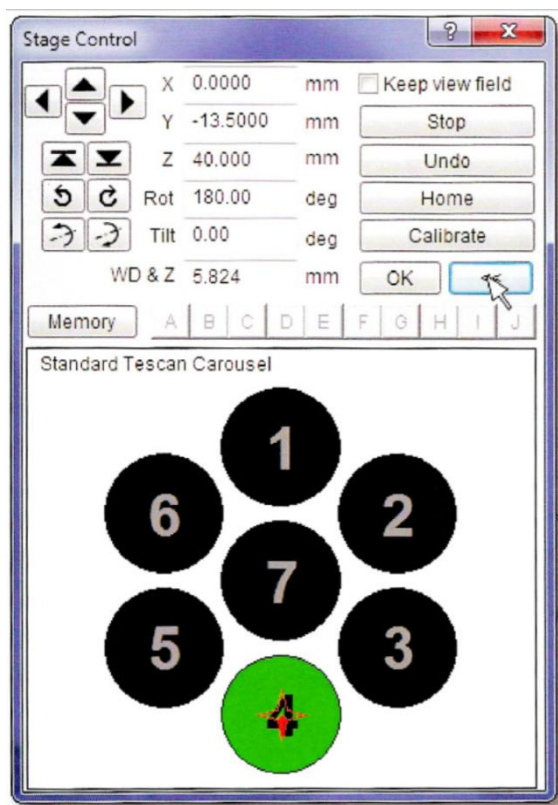 Stage Control
X 0.0000 mm Keep view field
Y -13.5000 mm Stop
Z 40.000 mm Undo
Rot 180.00 deg Home
Tilt 0.00 deg Calibrate
WD & Z 5.824 mm OK <<
Memory A B C D E F G H I J
Standard Tescan Carousel
1
6 2
7
5 3
4